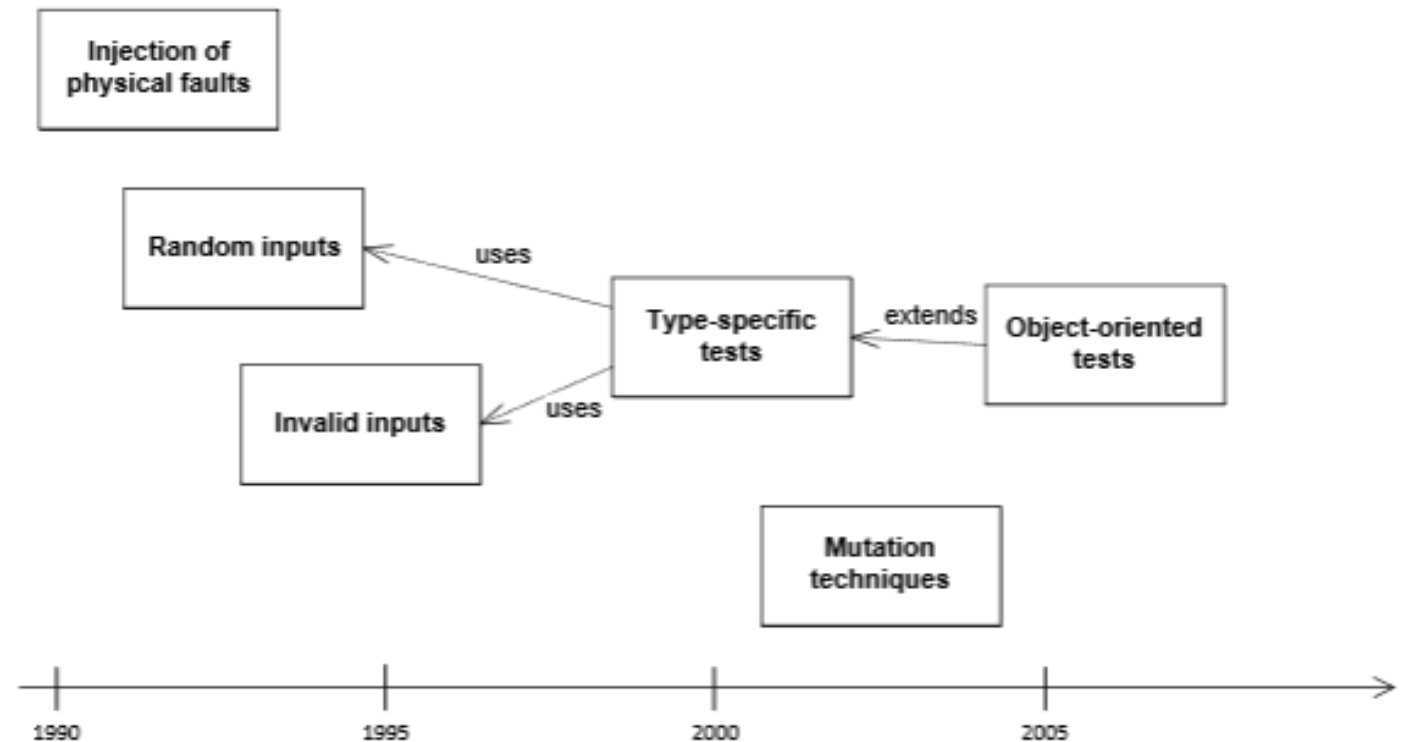 Injection of
physical faults
Random inputs
uses
Type-specific
tests
extends
Object-oriented
tests
Invalid inputs
uses
Mutation
techniques
1990
1995
2000
2005